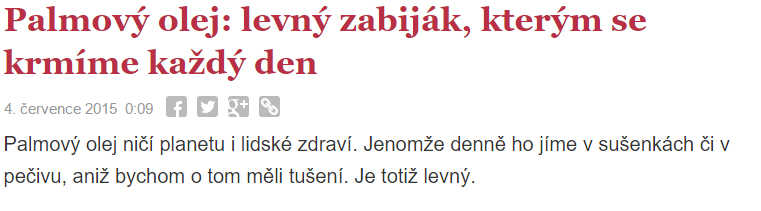 Palmový olej: levný zabiják, kterým se
krmíme každý den
4. července 2015 0:09
Palmový olej ničí planetu i lidské zdraví. Jenomže denně ho jíme v sušenkách či v
pečivu, aniž bychom o tom měli tušení. Je totiž levný.